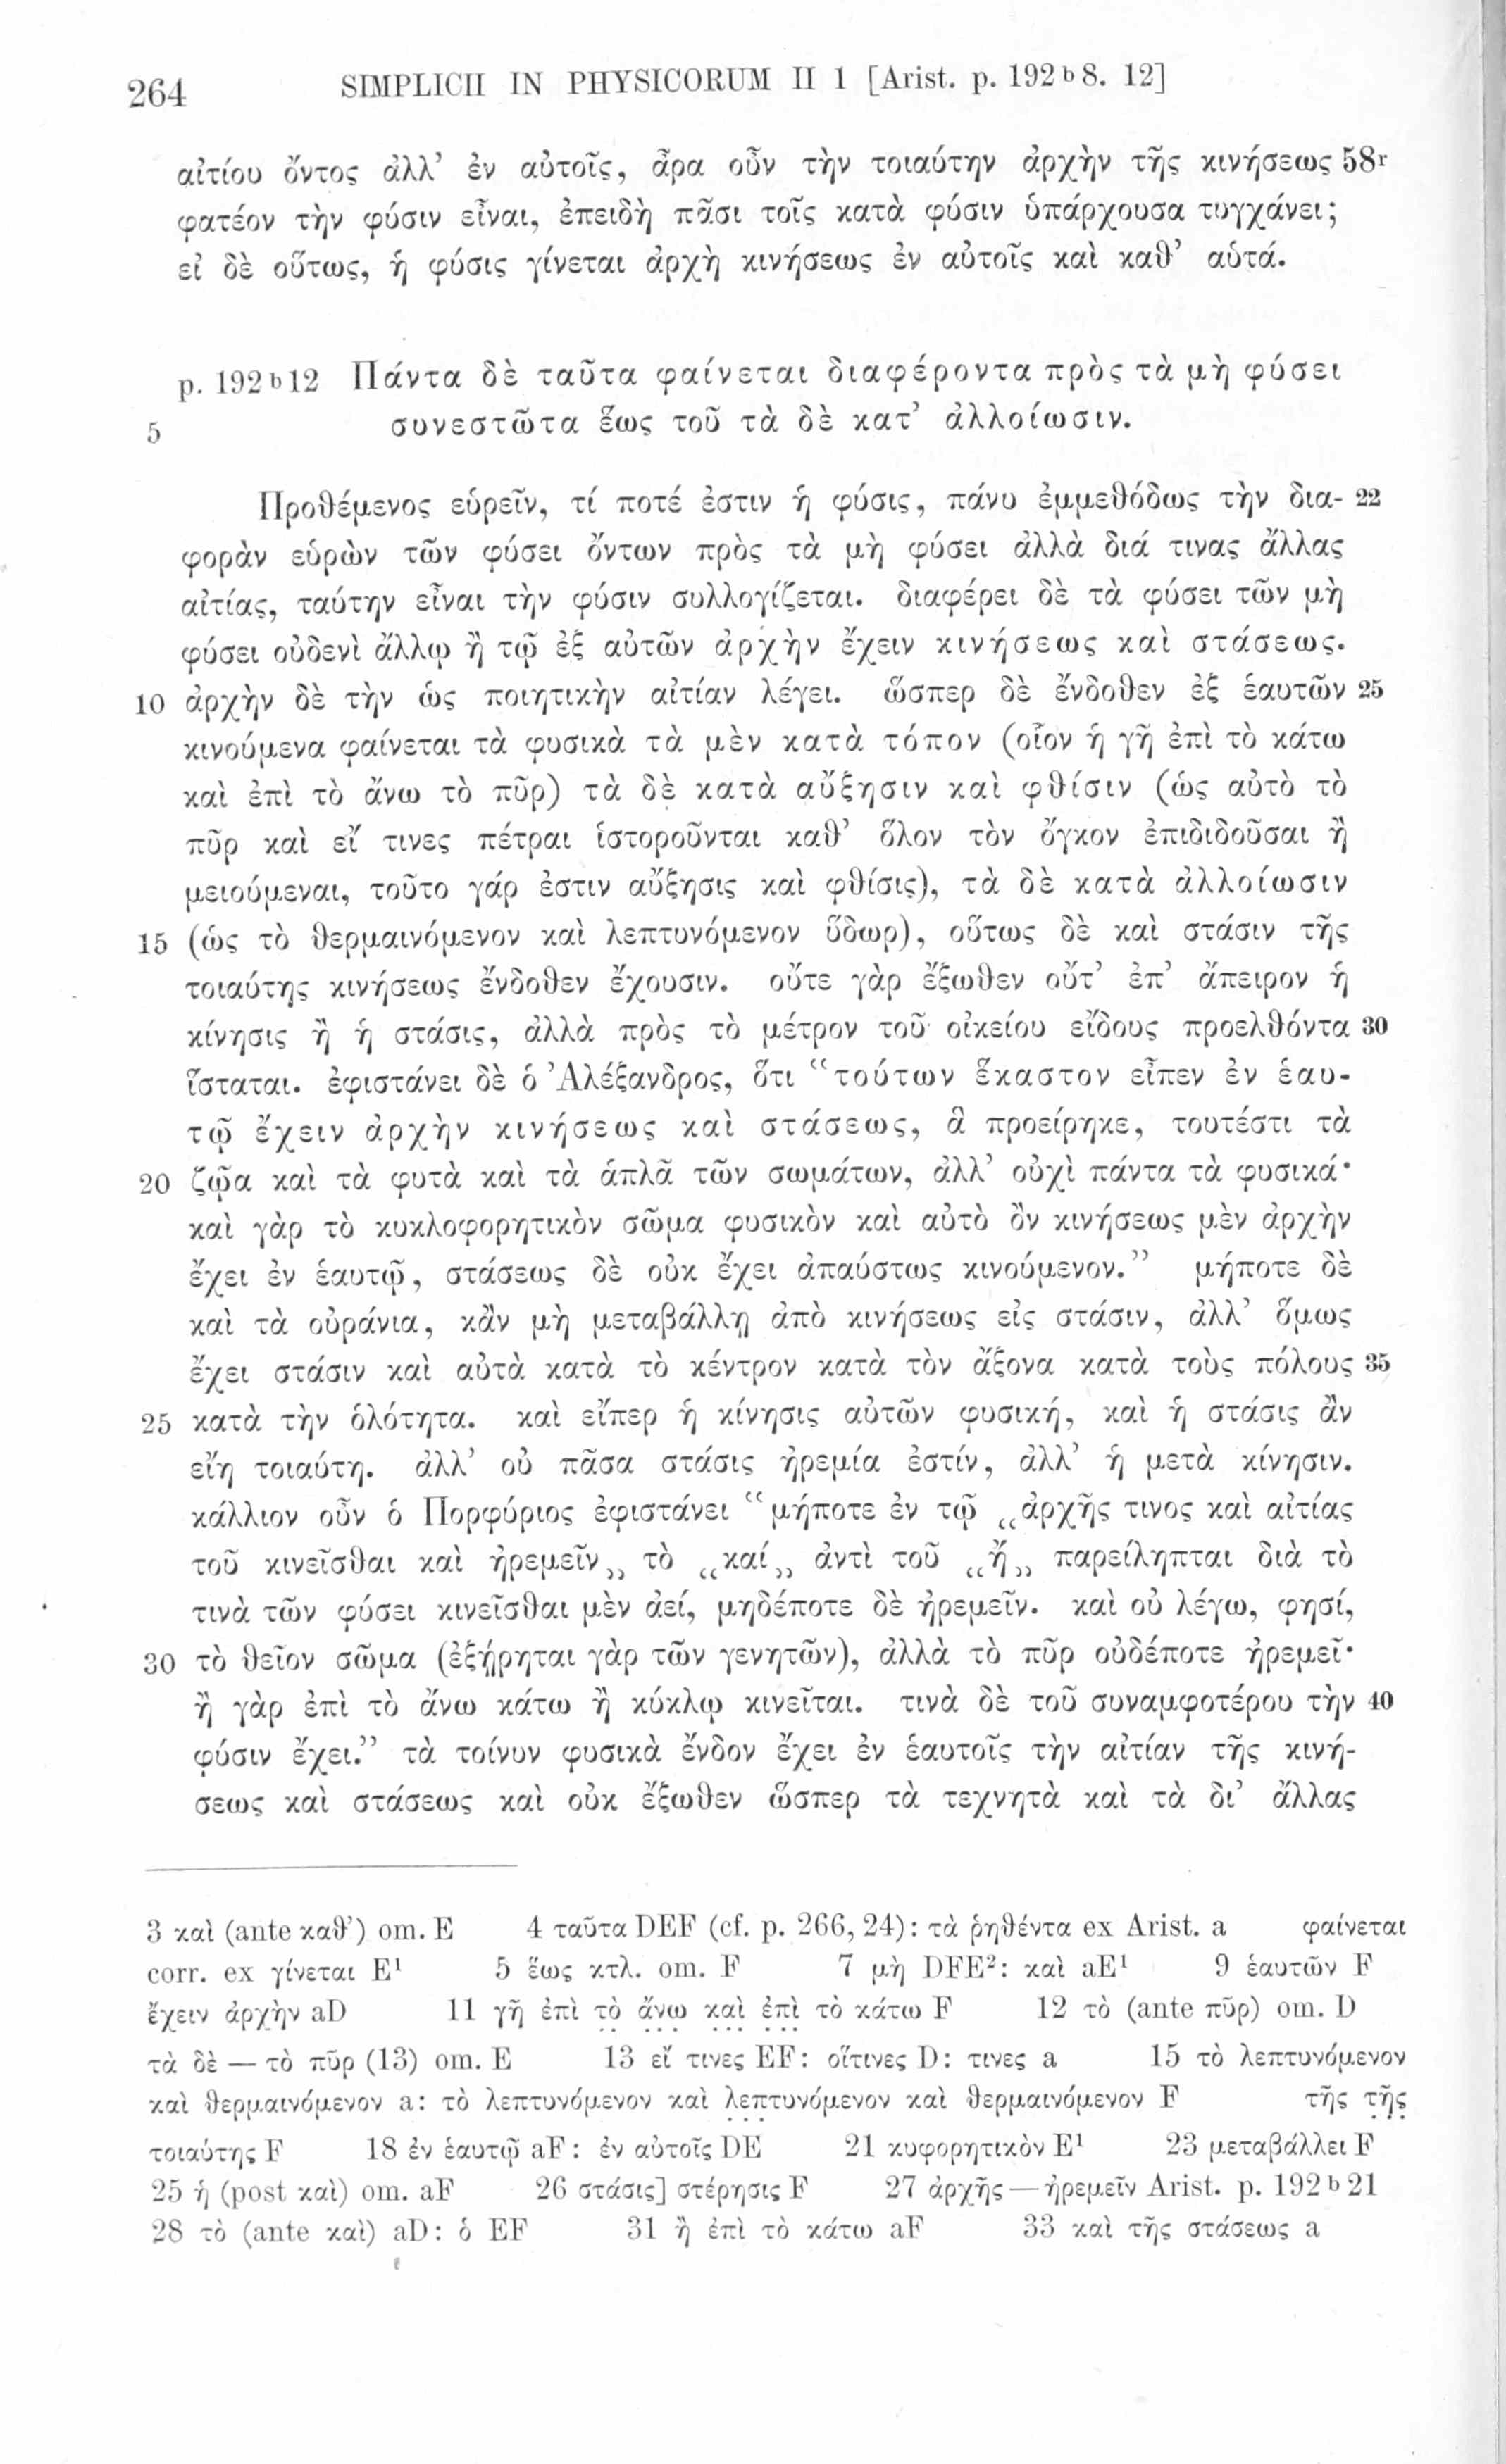 264 SIMPLICII IN PHYSICORUM II 1 [Arist. p. 192 b 8. 12]
αἰτίου ὄντος ἀλλ’ ἐν αὐτοῖς, ἆρα οὖν τὴν τοιαύτην ἀρχὴν τῆς κινήσεως 58r
φατέον τὴν φύσιν εἶναι, ἐπειδὴ πᾶσι τοῖς κατὰ φύσιν ὑπάρχουσα τυγχάνει;
εἰ δὲ οὕτως, ἡ φύσις γίνεται ἀρχὴ κινήσεως ἐν αὐτοῖς καὶ καθ’ αὑτά.
p. 192 b 12 Πάντα δὲ ταῦτα φαίνεται διαφέροντα πρὸς τὰ μὴ φύσει
5 συνεστῶτα ἕως τοῦ τὰ δὲ κατ’ ἀλλοίωσιν.
Προθέμενος εὑρεῖν, τί ποτέ ἐστιν ἡ φύσις, πάνυ ἐμμεθόδως τὴν δια- 22
φορὰν εὑρὼν τῶν φύσει ὄντων πρὸς τὰ μὴ φύσει ἀλλὰ διά τινας ἄλλας
αἰτίας, ταύτην εἶναι τὴν φύσιν συλλογίζεται. διαφέρει δὲ τὰ φύσει τῶν μὴ
φύσει οὐδενὶ ἄλλῳ ἢ τῷ ἐξ αὐτῶν ἀρχὴν ἔχειν κινήσεως καὶ στάσεως.
10 ἀρχὴν δὲ τὴν ὡς ποιητικὴν αἰτίαν λέγει. ὥσπερ δὲ ἔνδοθεν ἐξ ἑαυτῶν 25
κινούμενα φαίνεται τὰ φυσικὰ τὰ μὲν κατὰ τόπον (οἷον ἡ γῆ ἐπὶ τὸ κάτω
καὶ ἐπὶ τὸ ἄνω τὸ πῦρ) τὰ δὲ κατὰ αὔξησιν καὶ φθίσιν (ὡς αὐτὸ τὸ
πῦρ καὶ εἴ τινες πέτραι ἱστοροῦνται καθ’ ὅλον τὸν ὄγκον ἐπιδιδοῦσαι ἢ
μειούμεναι, τοῦτο γάρ ἐστιν αὔξησις καὶ φθίσις), τὰ δὲ κατὰ ἀλλοίωσιν
15 (ὡς τὸ θερμαινόμενον καὶ λεπτυνόμενον ὕδωρ), οὕτως δὲ καὶ στάσιν τῆς
τοιαύτης κινήσεως ἔνδοθεν ἔχουσιν. οὔτε γὰρ ἔξωθεν οὔτ’ ἐπ’ ἄπειρον ἡ
κίνησις ἢ ἡ στάσις, ἀλλὰ πρὸς τὸ μέτρον τοῦ οἰκείου εἴδους προελθόντα 30
ἵσταται. ἐφιστάνει δὲ ὁ Ἀλέξανδρος, ὅτι “τούτων ἕκαστον εἶπεν ἐν ἑαυ-
τῷ ἔχειν ἀρχὴν κινήσεως καὶ στάσεως, ἃ προείρηκε, τουτέστι τὰ
20 ζῷα καὶ τὰ φυτὰ καὶ τὰ ἁπλᾶ τῶν σωμάτων, ἀλλ’ οὐχὶ πάντα τὰ φυσικά·
καὶ γὰρ τὸ κυκλοφορητικὸν σῶμα φυσικὸν καὶ αὐτὸ ὂν κινήσεως μὲν ἀρχὴν
ἔχει ἐν ἑαυτῷ, στάσεως δὲ οὐκ ἔχει ἀπαύστως κινούμενον.” μήποτε δὲ
καὶ τὰ οὐράνια, κἂν μὴ μεταβάλλῃ ἀπὸ κινήσεως εἰς στάσιν, ἀλλ’ ὅμως
ἔχει στάσιν καὶ αὐτὰ κατὰ τὸ κέντρον κατὰ τὸν ἄξονα κατὰ τοὺς πόλους 35
25 κατὰ τὴν ὁλότητα. καὶ εἴπερ ἡ κίνησις αὐτῶν φυσική, καὶ ἡ στάσις ἂν
εἴη τοιαύτη. ἀλλ’ οὐ πᾶσα στάσις ἠρεμία ἐστίν, ἀλλ’ ἡ μετὰ κίνησιν.
κάλλιον οὖν ὁ Πορφύριος ἐφιστάνει “μήποτε ἐν τῷ „ἀρχῆς τινος καὶ αἰτίας
τοῦ κινεῖσθαι καὶ ἠρεμεῖν„ τὸ „καί„ ἀντὶ τοῦ „ἤ„ παρείληπται διὰ τὸ
τινὰ τῶν φύσει κινεῖσθαι μὲν ἀεί, μηδέποτε δὲ ἠρεμεῖν. καὶ οὐ λέγω, φησί,
30 τὸ θεῖον σῶμα (ἐξῄρηται γὰρ τῶν γενητῶν), ἀλλὰ τὸ πῦρ οὐδέποτε ἠρεμεῖ·
ἢ γὰρ ἐπὶ τὸ ἄνω κάτω ἢ κύκλῳ κινεῖται. τινὰ δὲ τοῦ συναμφοτέρου τὴν 40
φύσιν ἔχει.” τὰ τοίνυν φυσικὰ ἔνδον ἔχει ἐν ἑαυτοῖς τὴν αἰτίαν τῆς κινή-
σεως καὶ στάσεως καὶ οὐκ ἔξωθεν ὥσπερ τὰ τεχνητὰ καὶ τὰ δι’ ἄλλας
3 καὶ (ante καθ’) om. E 4 ταῦτα DEF (cf. p. 266, 24): τὰ ῥηθέντα ex Arist. a φαίνεται
corr. ex γίνεται E¹ 5 ἕως κτλ. om. F 7 μὴ DFE²: καὶ aE¹ 9 ἑαυτῶν F
ἔχειν ἀρχὴν aD 11 γῆ ἐπὶ τὸ ἄνω καὶ ἐπὶ τὸ κάτω F 12 τὸ (ante πῦρ) om. D
τὰ δὲ — τὸ πῦρ (13) om. E 13 εἴ τινες EF: οἵτινες D: τινες a 15 τὸ λεπτυνόμενον
καὶ θερμαινόμενον a: τὸ λεπτυνόμενον καὶ λεπτυνόμενον καὶ θερμαινόμενον F τῆς τῆς
τοιαύτης F 18 ἐν ἑαυτῷ aF: ἐν αὑτοῖς DE 21 κυφορητικὸν E¹ 23 μεταβάλλει F
25 ἡ (post καὶ) om. aF 26 στάσις] στέρησις F 27 ἀρχῆς — ἠρεμεῖν Arist. p. 192 b 21
28 τὸ (ante καὶ) aD: ὁ EF 31 ἢ ἐπὶ τὸ κάτω aF 33 καὶ τῆς στάσεως a